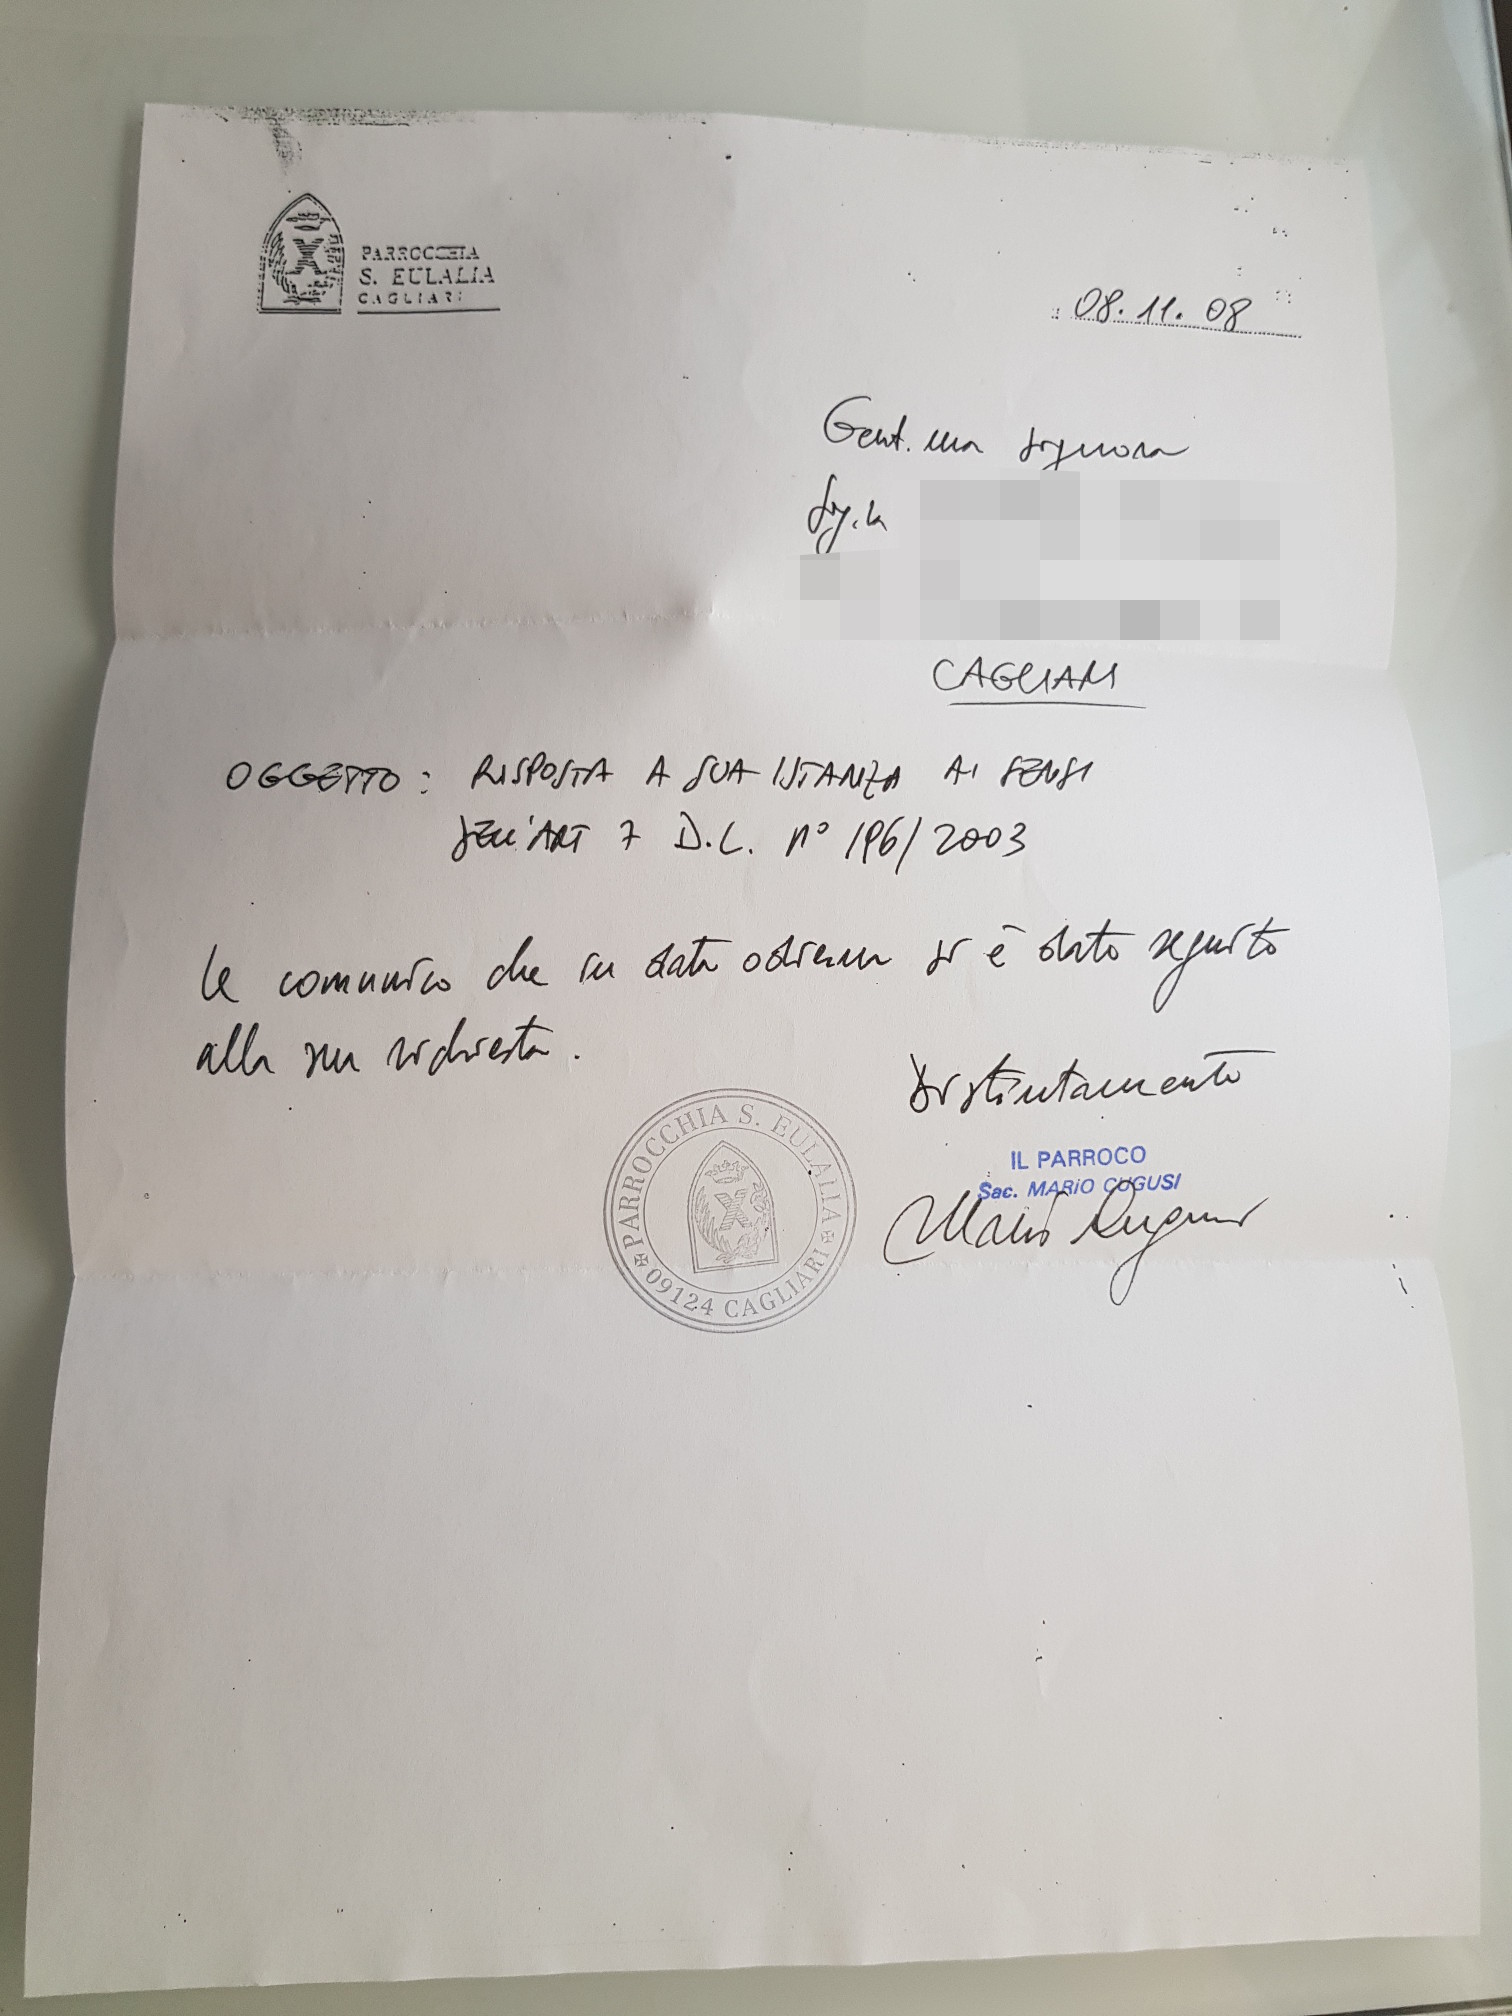 PARROCCHIA
S. EULALIA
CAGLIARI
08.11.08
Gent.ma Signora
Sig.ra
CAGLIARI
OGGETTO: RISPOSTA A SUA ISTANZA AI SENSI
DELL'ART 7 D.L. n° 196/2003
Le comunico che in data odierna si è dato seguito
alla sua richiesta.
Distintamente
IL PARROCO
Sac. MARIO CUGUSI
Mario Cugusi
PARROCCHIA S. EULALIA
09124 CAGLIARI